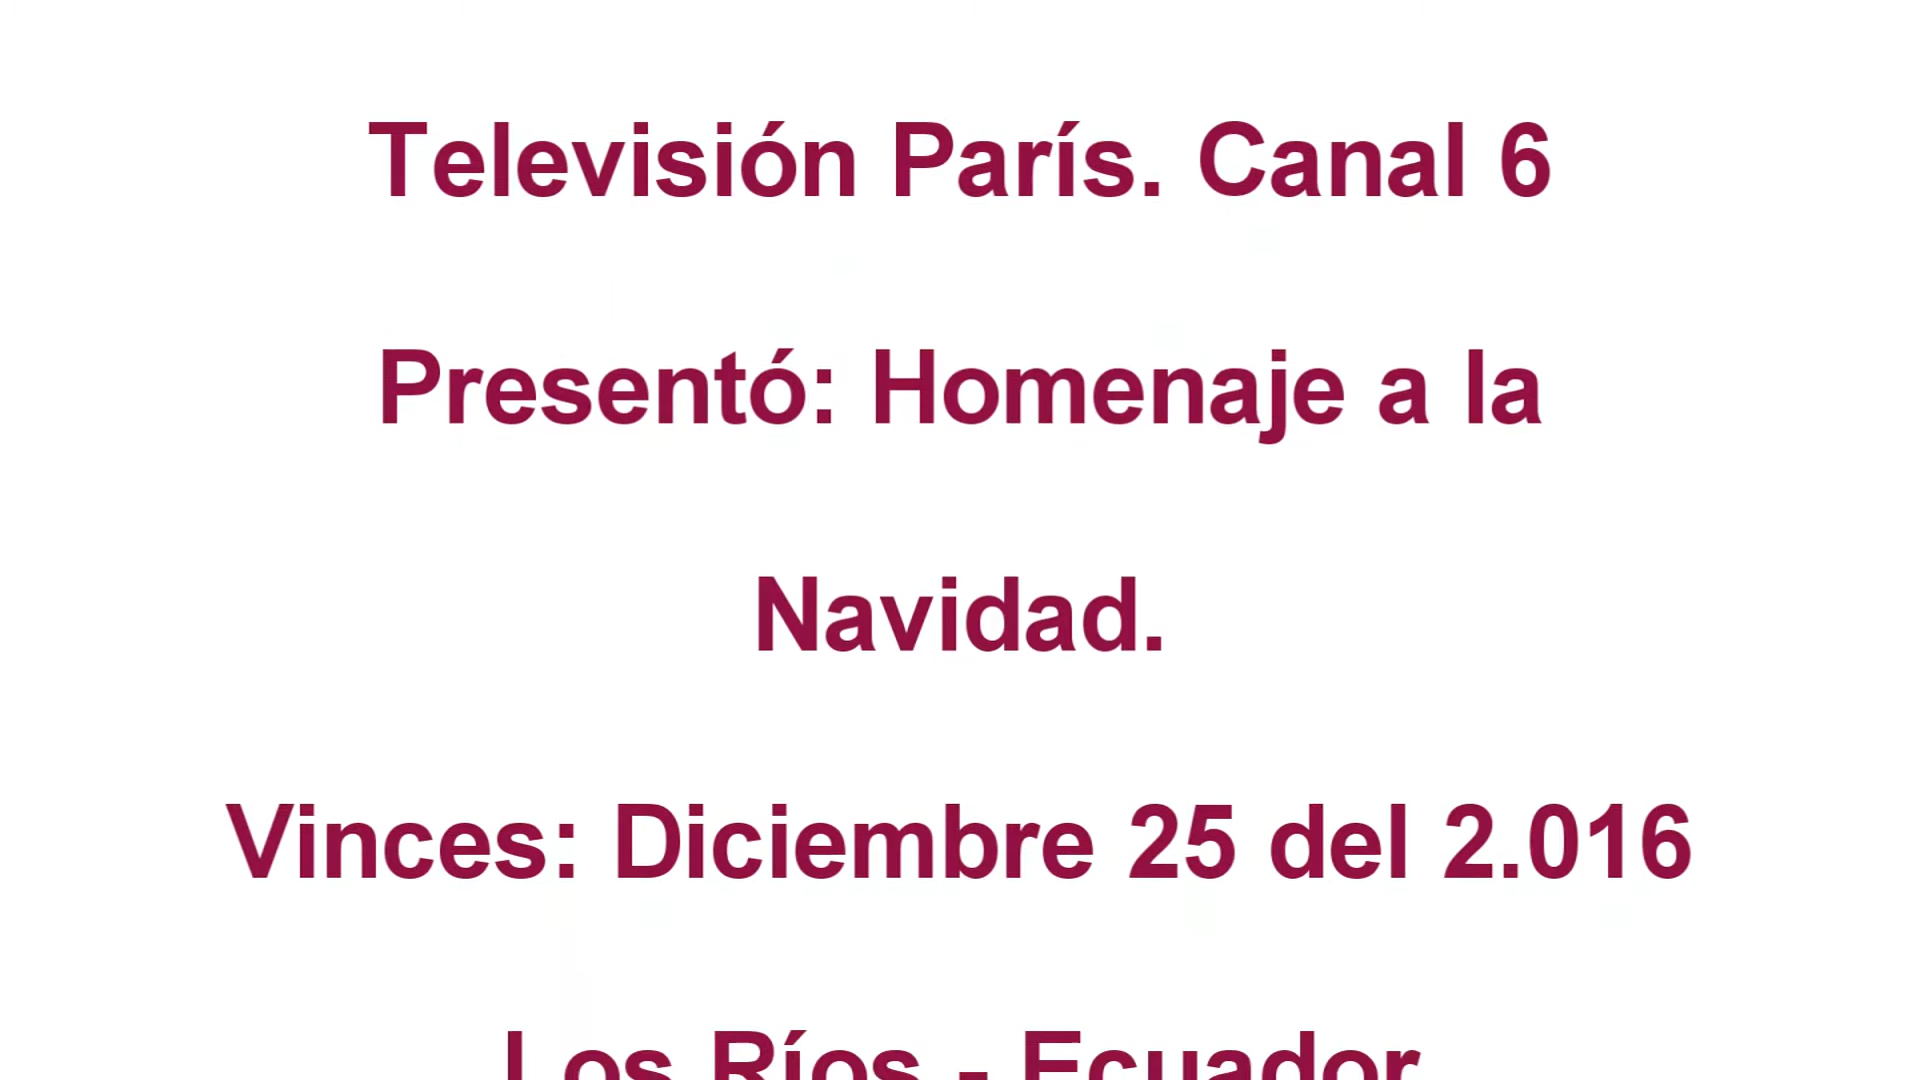 Televisión París. Canal 6
Presentó: Homenaje a la
Navidad.
Vinces: Diciembre 25 del 2.016
Los Ríos - Ecuador